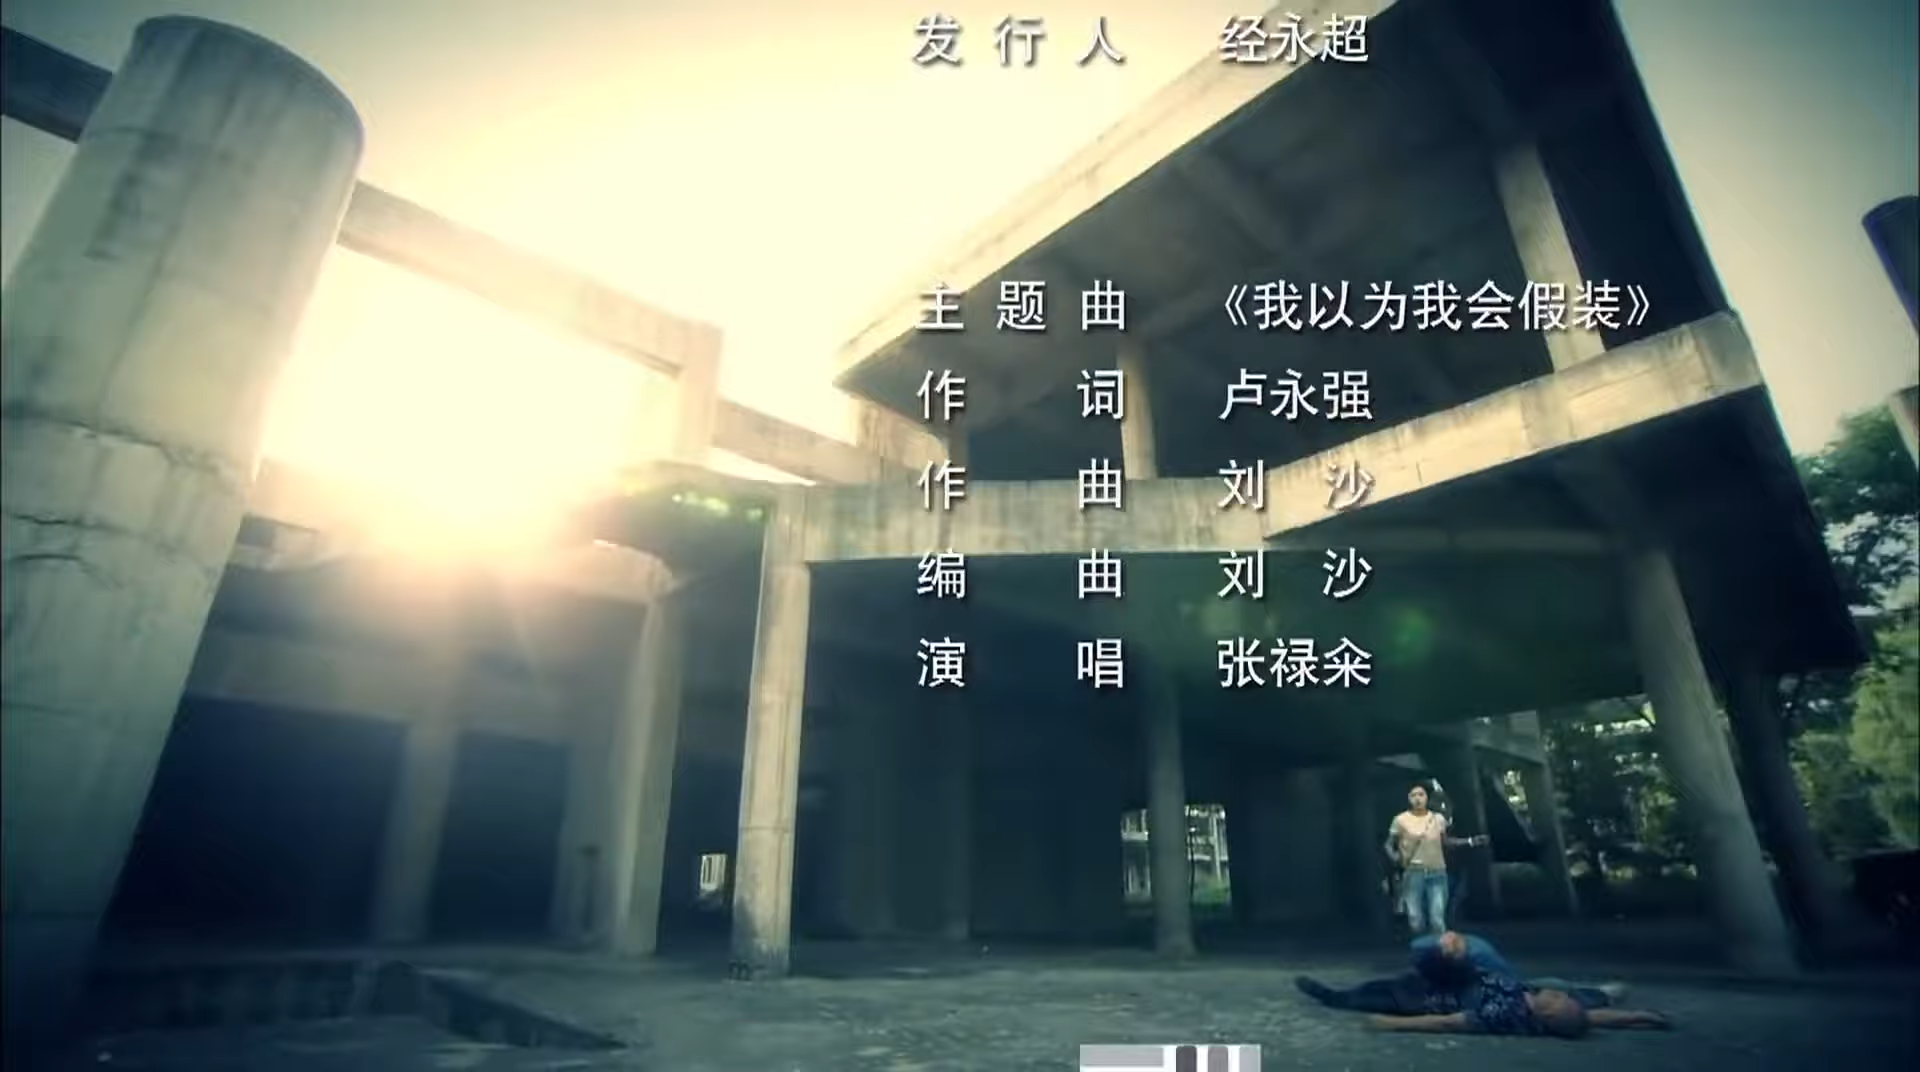 发行人 经永超
主题曲 《我以为我会假装》
作词 卢永强
作曲 刘沙
编曲 刘沙
演唱 张禄籴